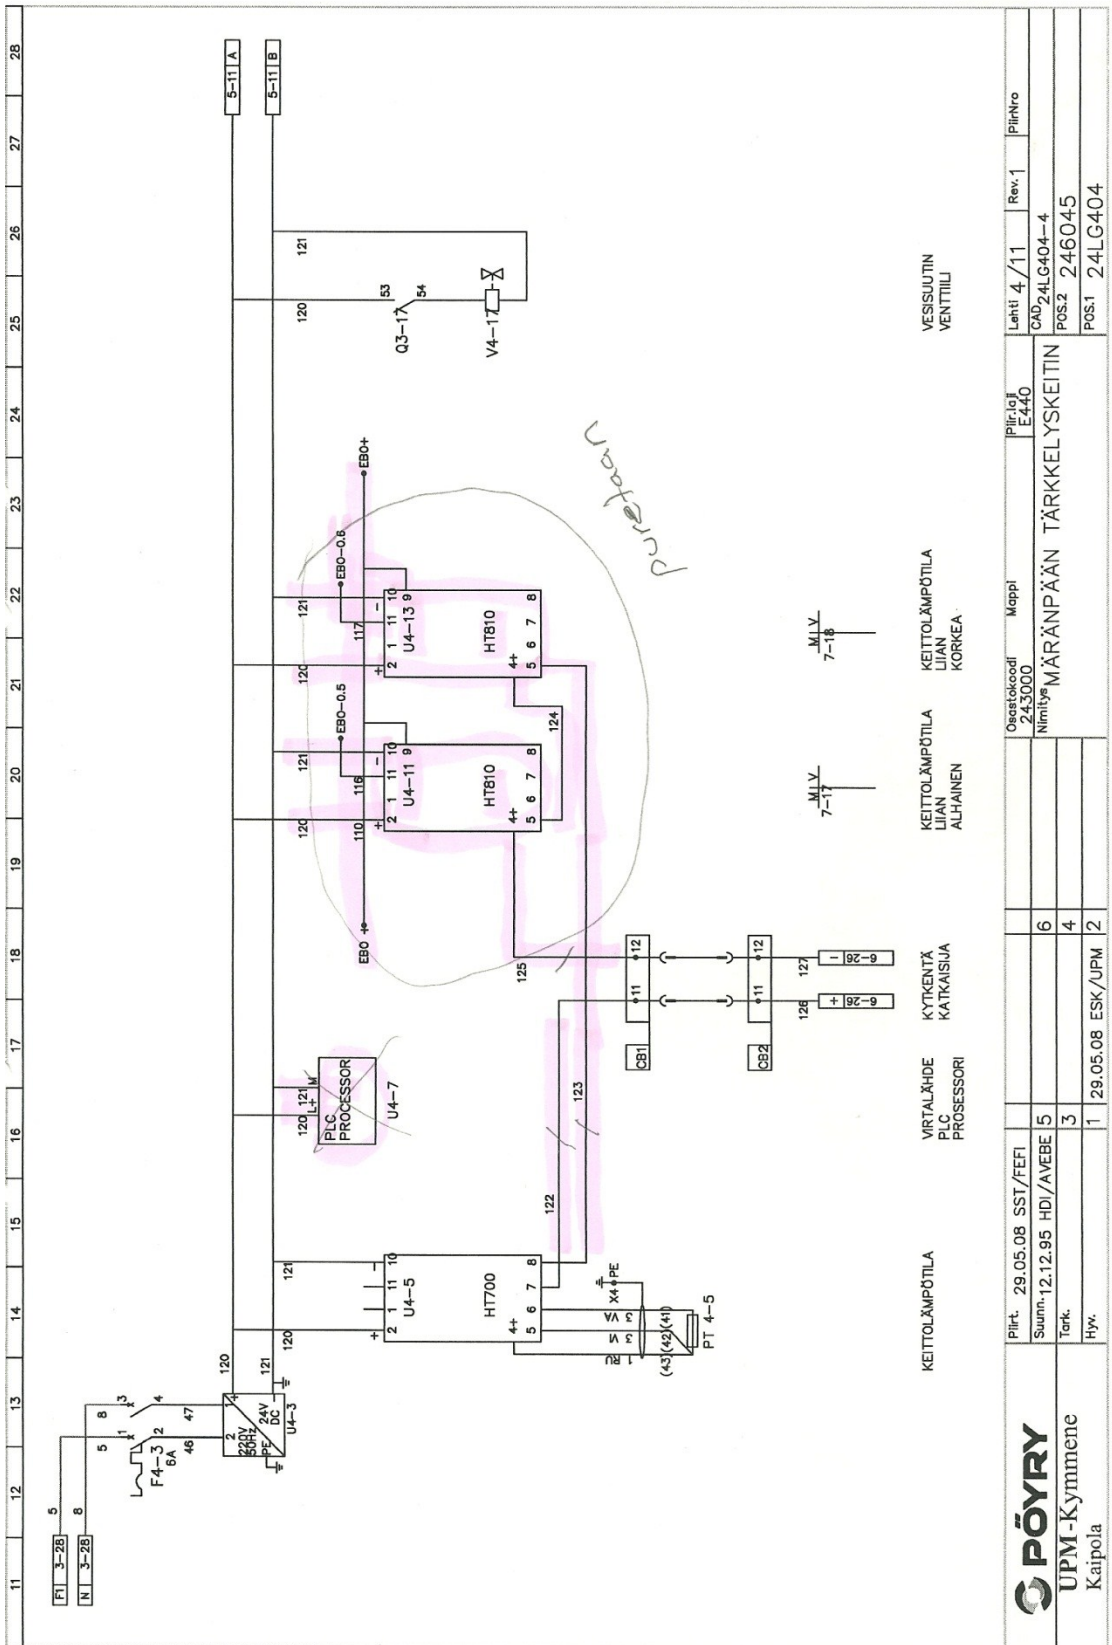 11 12 13 14 15 16 17 18 19 20 21 22 23 24 25 26 27 28
F1 3-28 5
N 3-28 8
5 8
1 3
2 4
F4-3
6A
46 47
2 1 +
220V
50Hz
24V
DC
PE −
U4-3
120
121
5-11 A
5-11 B
120 121
+ −
2 1 11 10
U4-5
HT700
4+
5 6 7 8
1 RU
3 VI
3 VA
X4 PE
(43)(42)(41)
PT 4-5
122
123
120 121
L+ M
PLC
PROCESSOR
U4-7
EBO +
125
CB1
11 12
CB2
11 12
126 127
6-26 +
6-26 −
120 121
110 116 EBO-0.5
+ −
2 1 11 10
9
U4-11
HT810
4+
5 6 7 8
124
120 121
117 EBO-0.6
+ −
2 1 11 10
9
U4-13
HT810
4+
5 6 7 8
EBO+
puretaan
120 121
53
Q3-17
54
V4-17
M V
7-17
M V
7-18
KEITTOLÄMPÖTILA
VIRTALÄHDE
PLC
PROSESSORI
KYTKENTÄ
KATKAISIJA
KEITTOLÄMPÖTILA
LIIAN
ALHAINEN
KEITTOLÄMPÖTILA
LIIAN
KORKEA
VESISUUTIN
VENTTIILI
PÖYRY
UPM-Kymmene
Kaipola
Piirt. 29.05.08 SST/FEFI
Suunn. 12.12.95 HDI/AVEBE 5 6
Tark. 3 4
Hyv. 1 29.05.08 ESK/UPM 2
Osastokoodi 243000
Mappi
Piir.laji E440
Nimitys MÄRÄNPÄÄN TÄRKKELYSKEITIN
Lehti 4/11 Rev. 1 PiirNro
CAD 24LG404-4
POS.2 246045
POS.1 24LG404